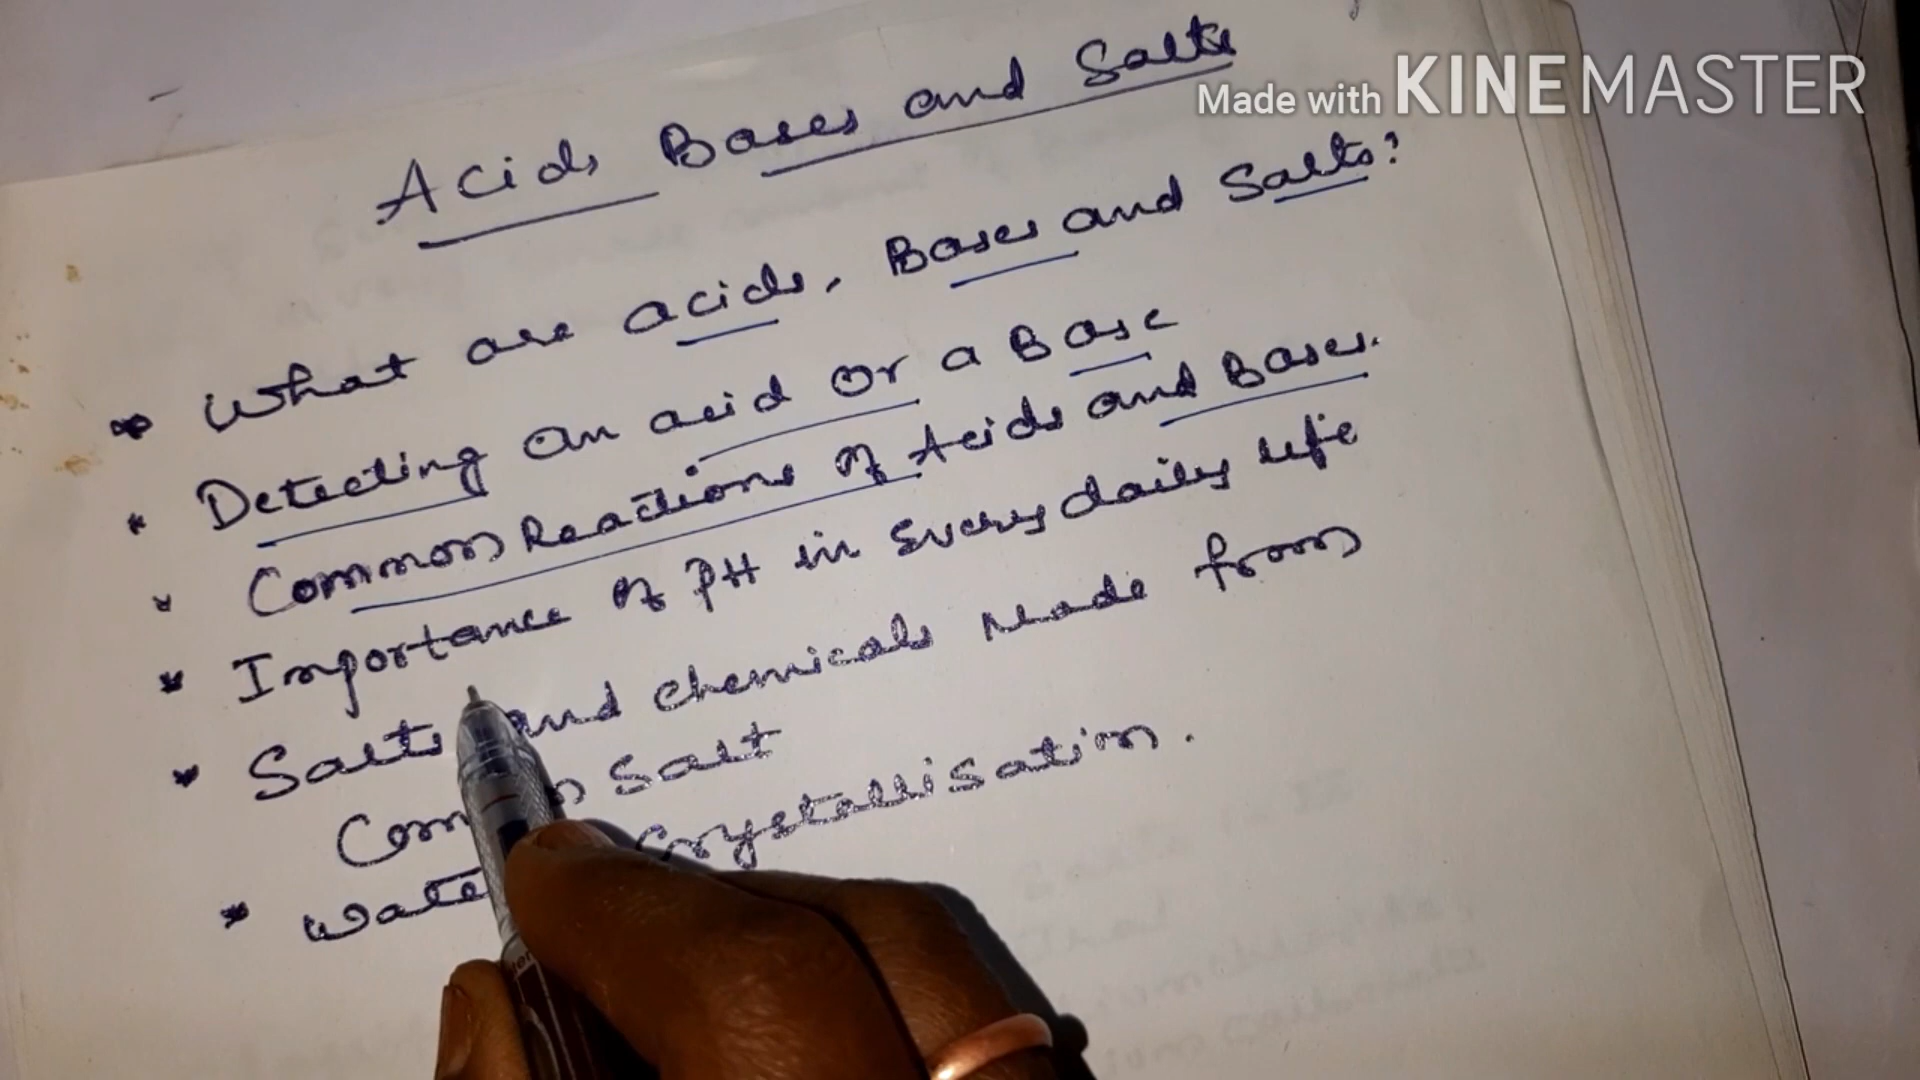 Made with KINEMASTER
Acids Bases and Salts
What are acids, Bases and Salts?
Detecting an acid or a Base
Common Reactions of Acids and Bases.
Importance of PH in Every daily life
Salts and chemicals Made from
Salt
Crystallisation.